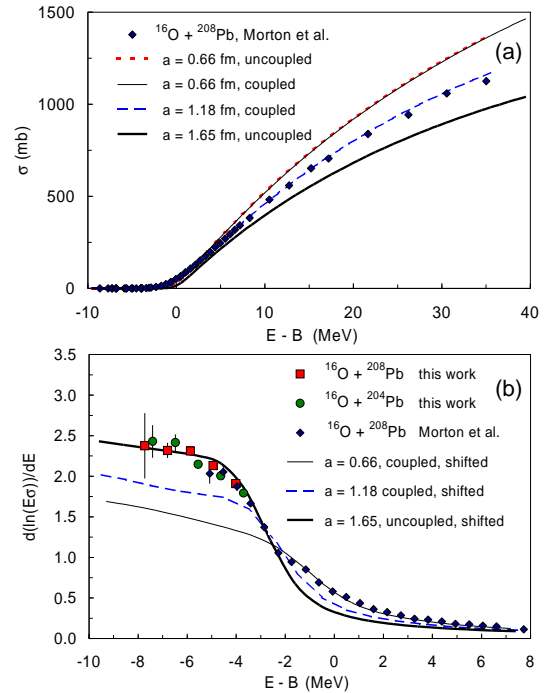 (a)
¹⁶O + ²⁰⁸Pb, Morton et al.
a = 0.66 fm, uncoupled
a = 0.66 fm, coupled
a = 1.18 fm, coupled
a = 1.65 fm, uncoupled
σ (mb)
1500
1000
500
0
-10 0 10 20 30 40
E - B (MeV)
(b)
¹⁶O + ²⁰⁸Pb this work
¹⁶O + ²⁰⁴Pb this work
¹⁶O + ²⁰⁸Pb Morton et al.
a = 0.66, coupled, shifted
a = 1.18 coupled, shifted
a = 1.65, uncoupled, shifted
d(ln(Eσ))/dE
3.5
3.0
2.5
2.0
1.5
1.0
0.5
0.0
-10 -8 -6 -4 -2 0 2 4 6 8
E - B (MeV)